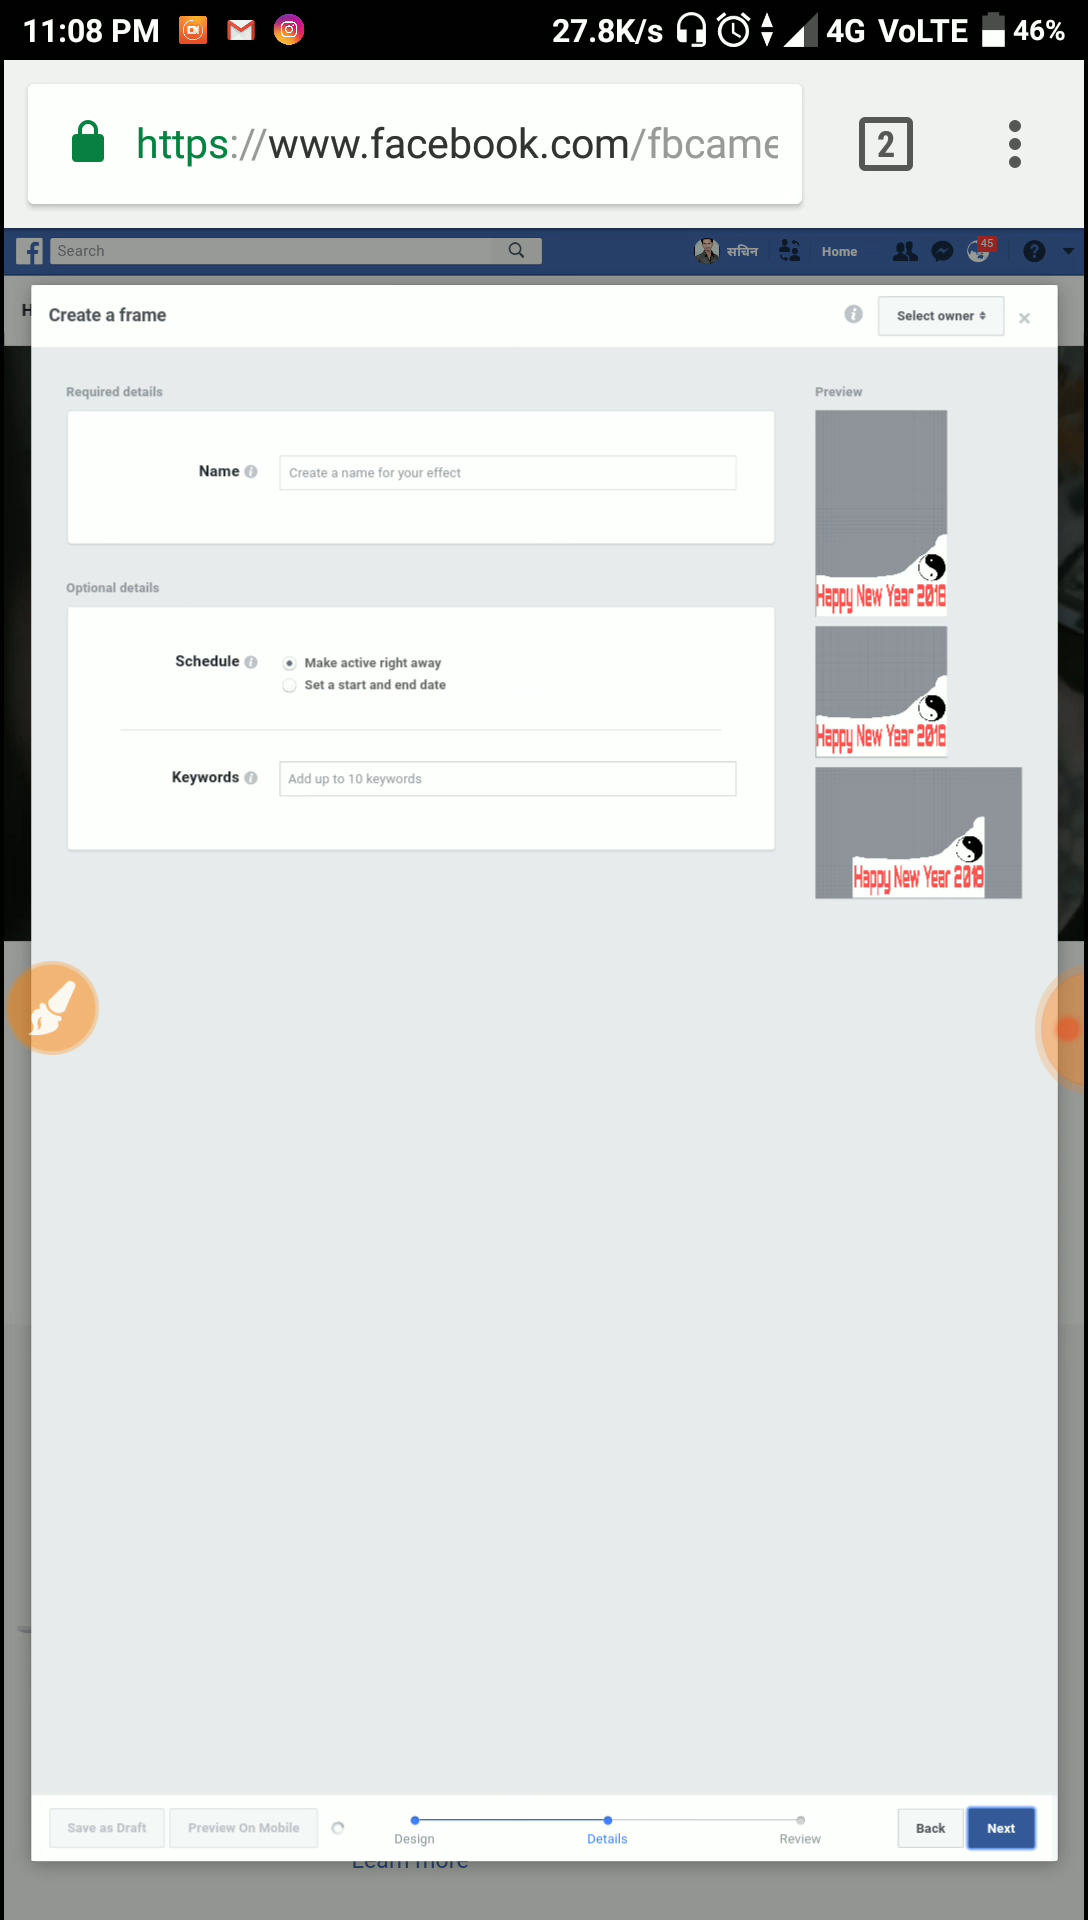 11:08 PM 27.8K/s 4G VoLTE 46%
https://www.facebook.com/fbcame
2
Search
सचिन
Home
45
Create a frame
Select owner
Required details
Preview
Name
Create a name for your effect
Happy New Year 2018
Optional details
Schedule
Make active right away
Set a start and end date
Happy New Year 2018
Keywords
Add up to 10 keywords
Happy New Year 2018
Save as Draft
Preview On Mobile
Design
Details
Review
Back
Next
Learn more